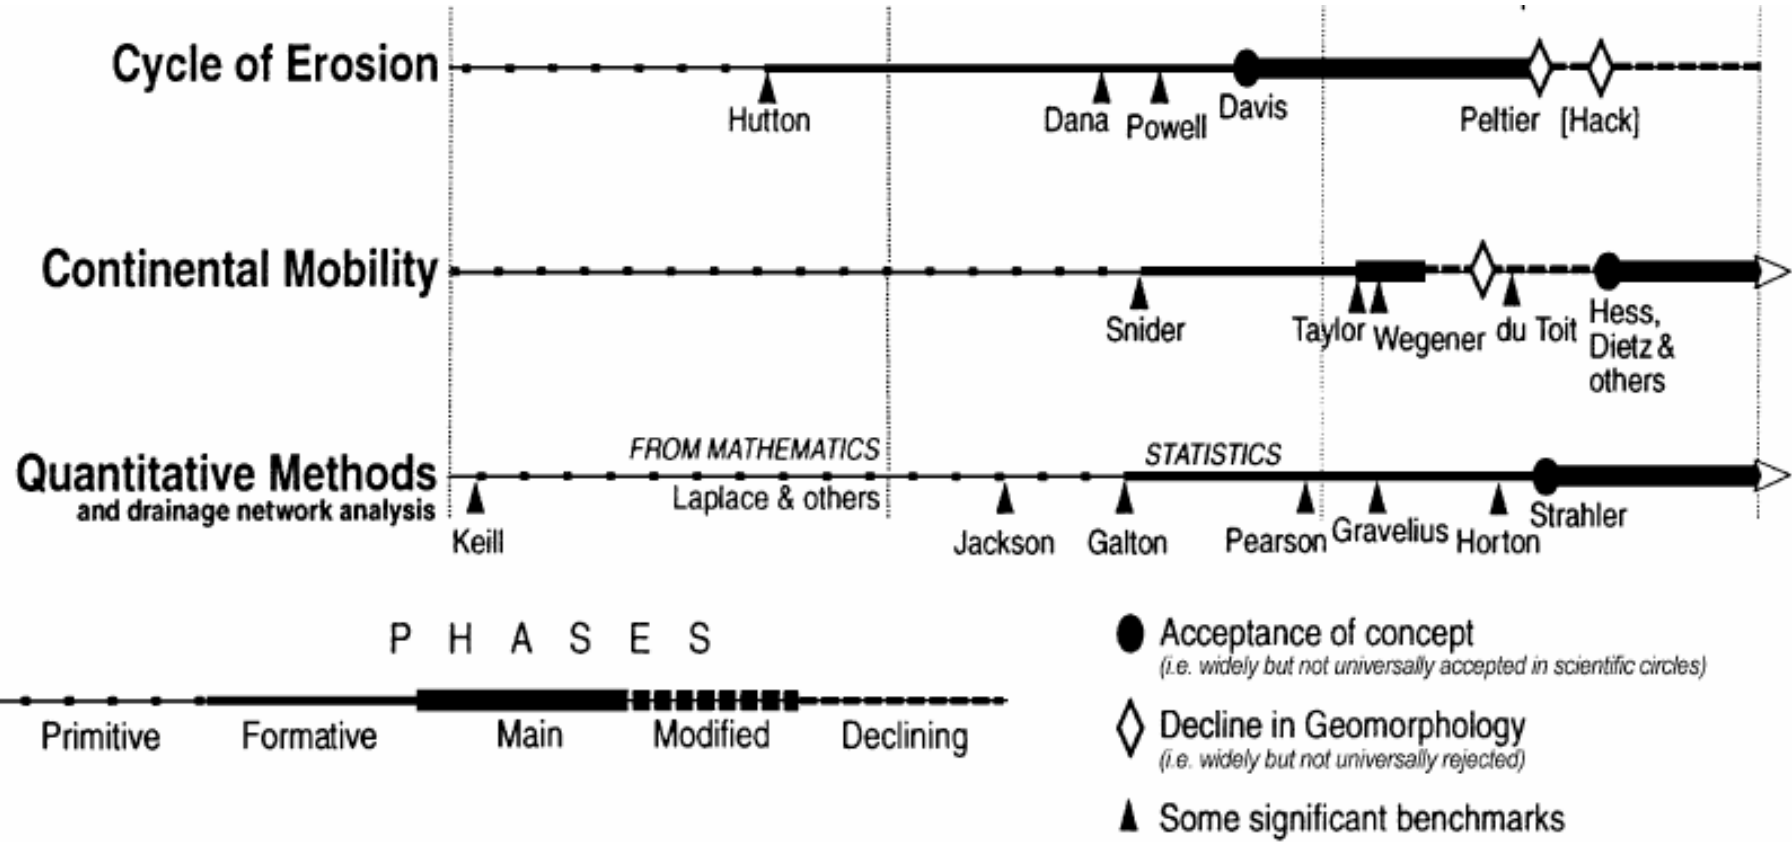 Cycle of Erosion
Hutton
Dana
Powell
Davis
Peltier
[Hack]
Continental Mobility
Snider
Taylor
Wegener
du Toit
Hess,
Dietz &
others
Quantitative Methods
and drainage network analysis
FROM MATHEMATICS
STATISTICS
Laplace & others
Keill
Jackson
Galton
Pearson
Gravelius
Horton
Strahler
PHASES
Primitive
Formative
Main
Modified
Declining
Acceptance of concept
(i.e. widely but not universally accepted in scientific circles)
Decline in Geomorphology
(i.e. widely but not universally rejected)
Some significant benchmarks